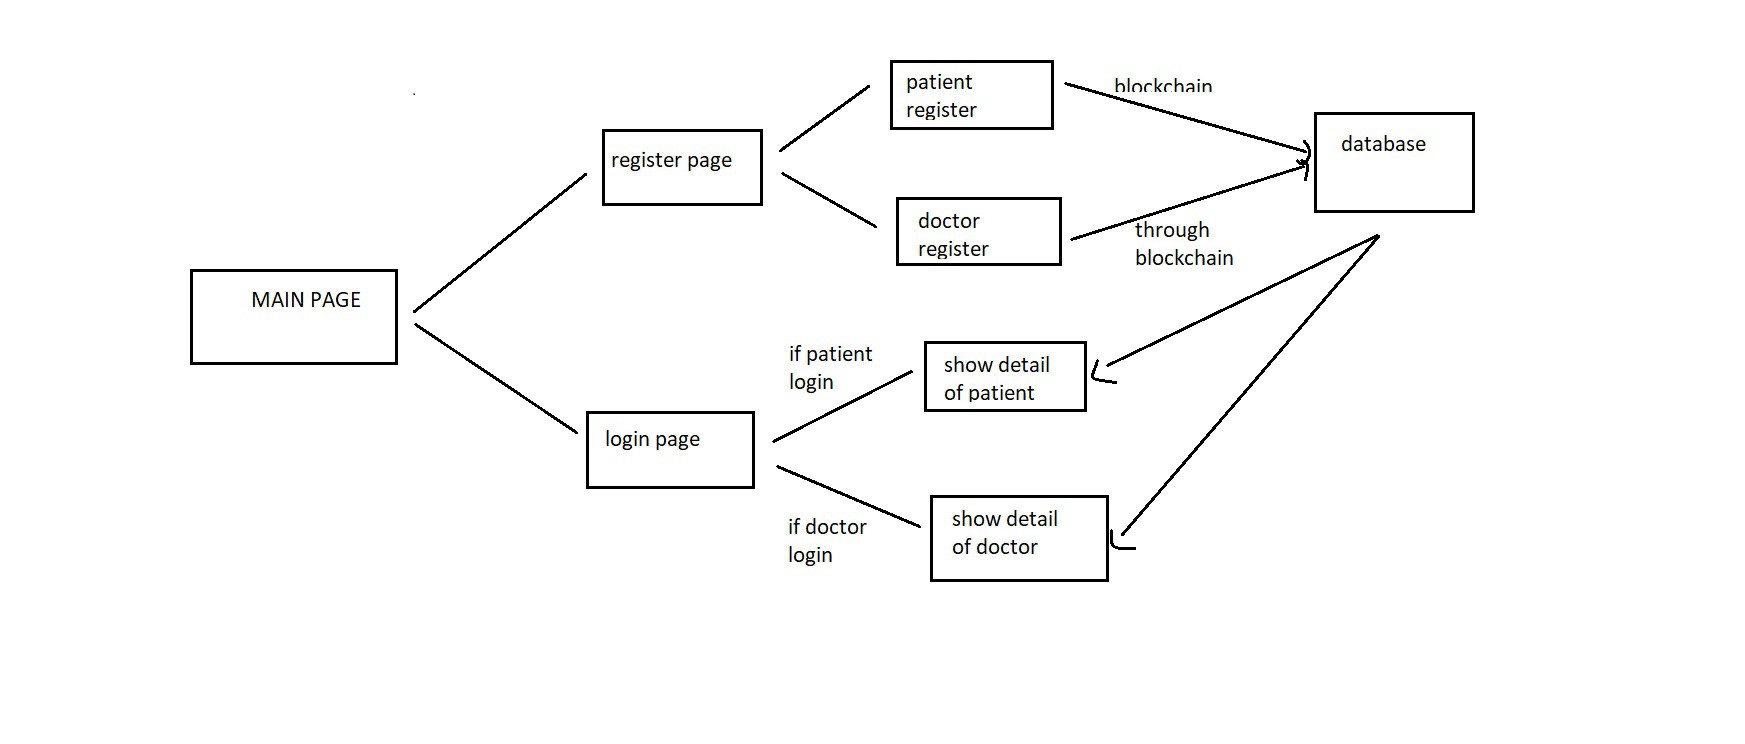 patient
register
blockchain
database
register page
doctor
register
through
blockchain
MAIN PAGE
if patient
login
show detail
of patient
login page
if doctor
login
show detail
of doctor